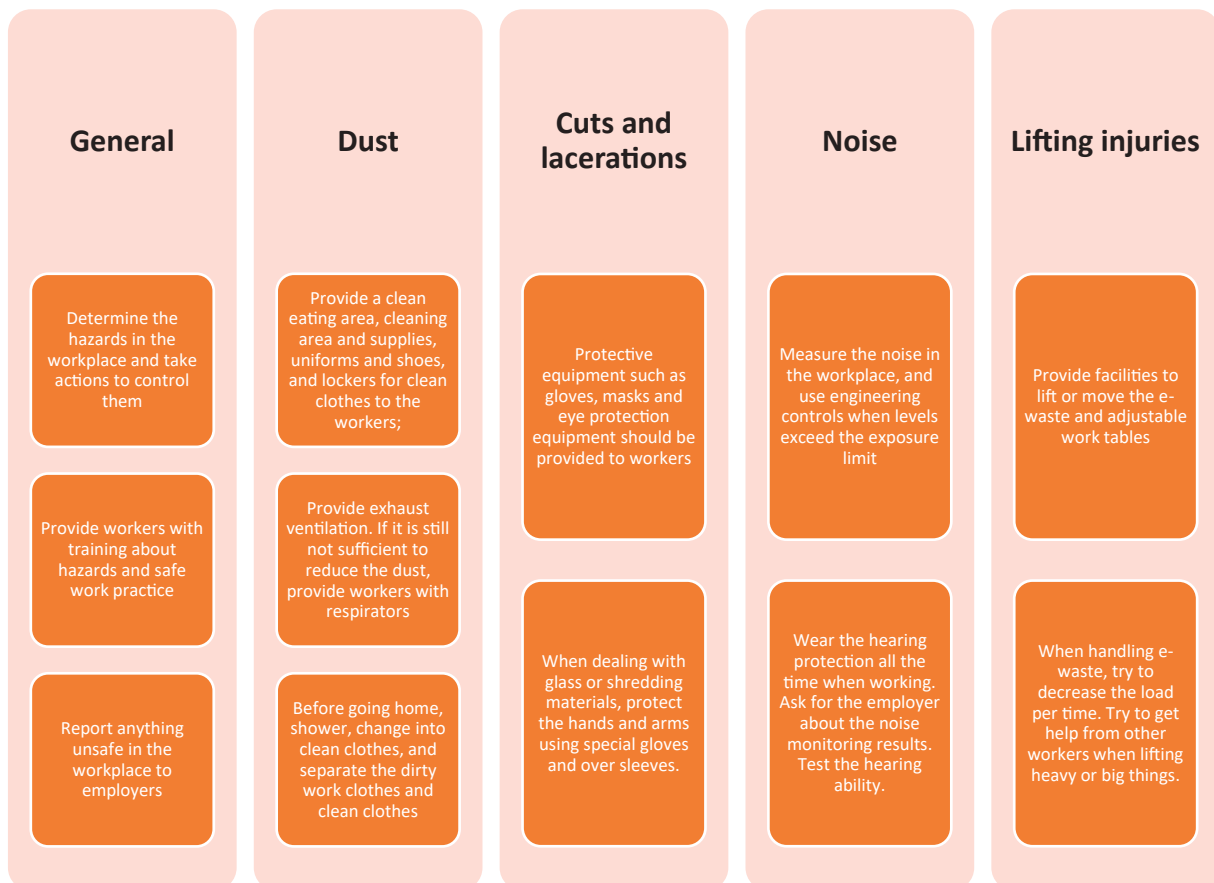 General
Determine the
hazards in the
workplace and take
actions to control
them
Provide workers with
training about
hazards and safe
work practice
Report anything
unsafe in the
workplace to
employers
Dust
Provide a clean
eating area, cleaning
area and supplies,
uniforms and shoes,
and lockers for clean
clothes to the
workers;
Provide exhaust
ventilation. If it is still
not sufficient to
reduce the dust,
provide workers with
respirators
Before going home,
shower, change into
clean clothes, and
separate the dirty
work clothes and
clean clothes
Cuts and
lacerations
Protective
equipment such as
gloves, masks and
eye protection
equipment should be
provided to workers
When dealing with
glass or shredding
materials, protect
the hands and arms
using special gloves
and over sleeves.
Noise
Measure the noise in
the workplace, and
use engineering
controls when levels
exceed the exposure
limit
Wear the hearing
protection all the
time when working.
Ask for the employer
about the noise
monitoring results.
Test the hearing
ability.
Lifting injuries
Provide facilities to
lift or move the e-
waste and adjustable
work tables
When handling e-
waste, try to
decrease the load
per time. Try to get
help from other
workers when lifting
heavy or big things.